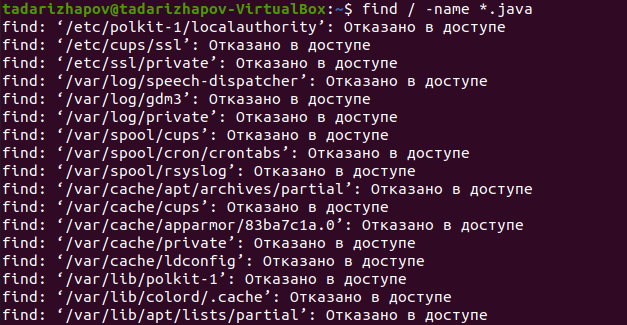 tadarizhapov@tadarizhapov-VirtualBox:~$ find / -name *.java
find: ‘/etc/polkit-1/localauthority’: Отказано в доступе
find: ‘/etc/cups/ssl’: Отказано в доступе
find: ‘/etc/ssl/private’: Отказано в доступе
find: ‘/var/log/speech-dispatcher’: Отказано в доступе
find: ‘/var/log/gdm3’: Отказано в доступе
find: ‘/var/log/private’: Отказано в доступе
find: ‘/var/spool/cups’: Отказано в доступе
find: ‘/var/spool/cron/crontabs’: Отказано в доступе
find: ‘/var/spool/rsyslog’: Отказано в доступе
find: ‘/var/cache/apt/archives/partial’: Отказано в доступе
find: ‘/var/cache/cups’: Отказано в доступе
find: ‘/var/cache/apparmor/83ba7c1a.0’: Отказано в доступе
find: ‘/var/cache/private’: Отказано в доступе
find: ‘/var/cache/ldconfig’: Отказано в доступе
find: ‘/var/lib/polkit-1’: Отказано в доступе
find: ‘/var/lib/colord/.cache’: Отказано в доступе
find: ‘/var/lib/apt/lists/partial’: Отказано в доступе